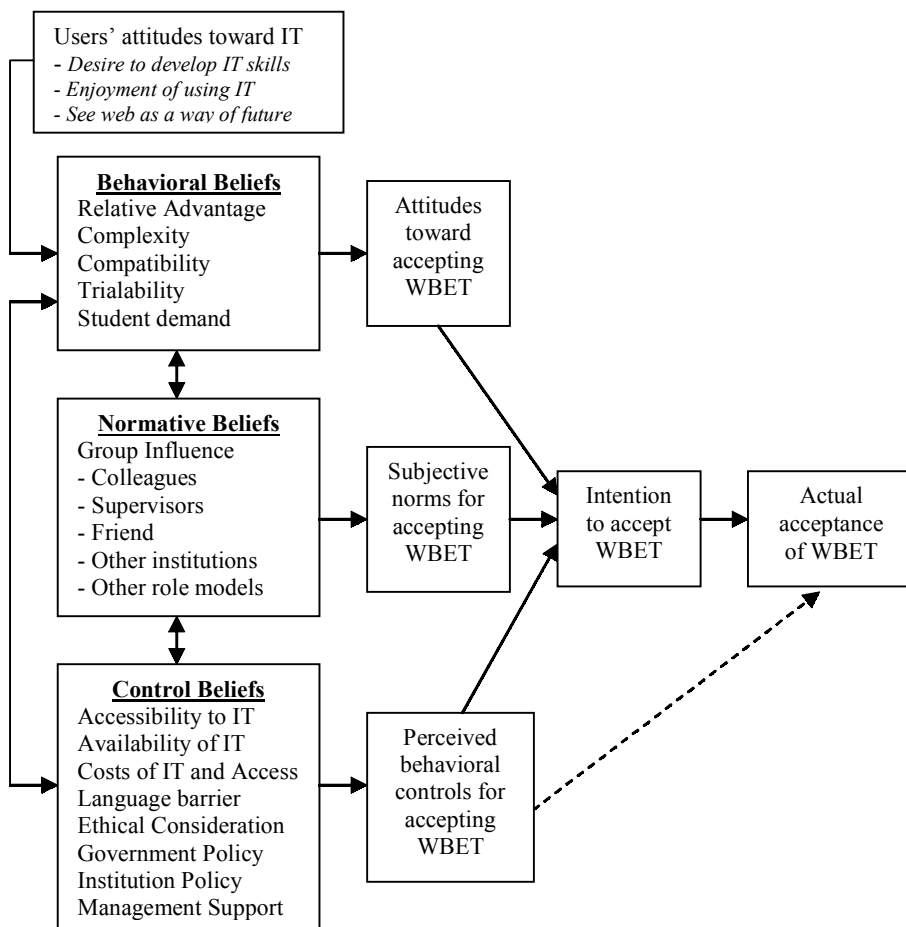 Users’ attitudes toward IT
- Desire to develop IT skills
- Enjoyment of using IT
- See web as a way of future
Behavioral Beliefs
Relative Advantage
Complexity
Compatibility
Trialability
Student demand
Attitudes
toward
accepting
WBET
Normative Beliefs
Group Influence
- Colleagues
- Supervisors
- Friend
- Other institutions
- Other role models
Subjective
norms for
accepting
WBET
Intention
to accept
WBET
Actual
acceptance
of WBET
Control Beliefs
Accessibility to IT
Availability of IT
Costs of IT and Access
Language barrier
Ethical Consideration
Government Policy
Institution Policy
Management Support
Perceived
behavioral
controls for
accepting
WBET